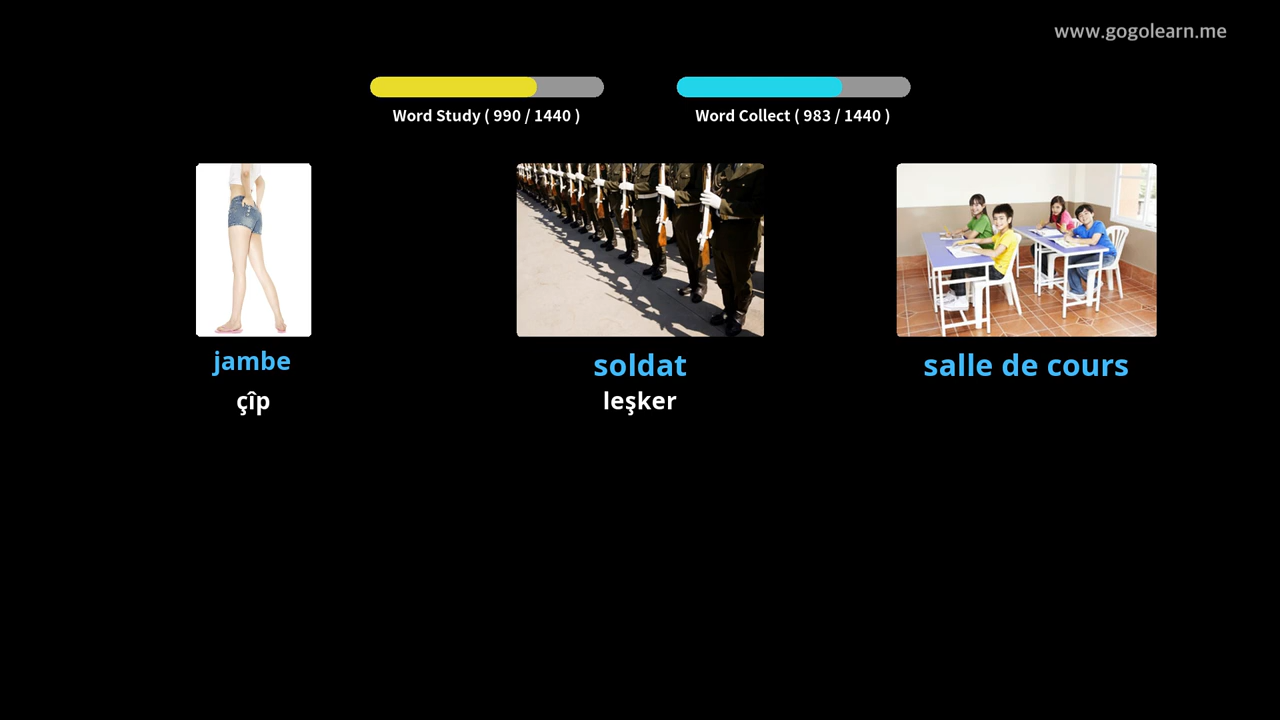 www.gogolearn.me
Word Study ( 990 / 1440 )
Word Collect ( 983 / 1440 )
jambe
soldat
salle de cours
çîp
leşker